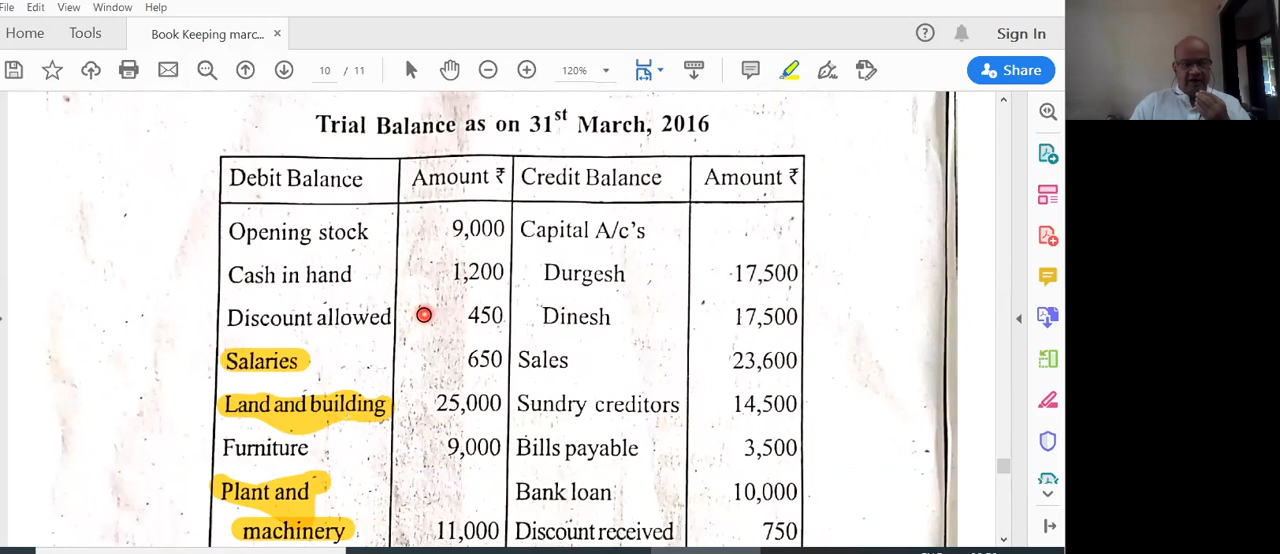 File Edit View Window Help
Home Tools Book Keeping marc... × Sign In
10 / 11 120% Share
Trial Balance as on 31st March, 2016
Debit Balance Amount ₹ Credit Balance Amount ₹
Opening stock 9,000 Capital A/c's
Cash in hand 1,200 Durgesh 17,500
Discount allowed 450 Dinesh 17,500
Salaries 650 Sales 23,600
Land and building 25,000 Sundry creditors 14,500
Furniture 9,000 Bills payable 3,500
Plant and Bank loan 10,000
machinery 11,000 Discount received 750